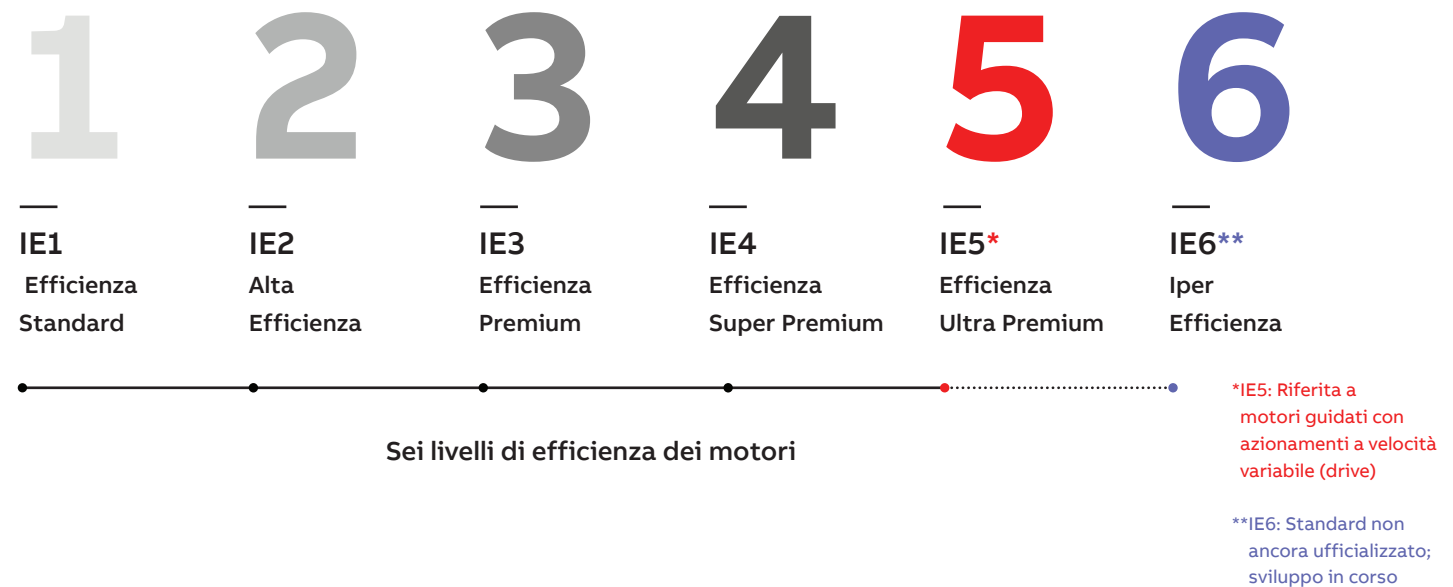 1 2 3 4 5 6
IE1 IE2 IE3 IE4 IE5* IE6**
Efficienza Alta Efficienza Efficienza Efficienza Iper
Standard Efficienza Premium Super Premium Ultra Premium Efficienza
*IE5: Riferita a
motori guidati con
azionamenti a velocità
variabile (drive)
Sei livelli di efficienza dei motori
**IE6: Standard non
ancora ufficializzato;
sviluppo in corso